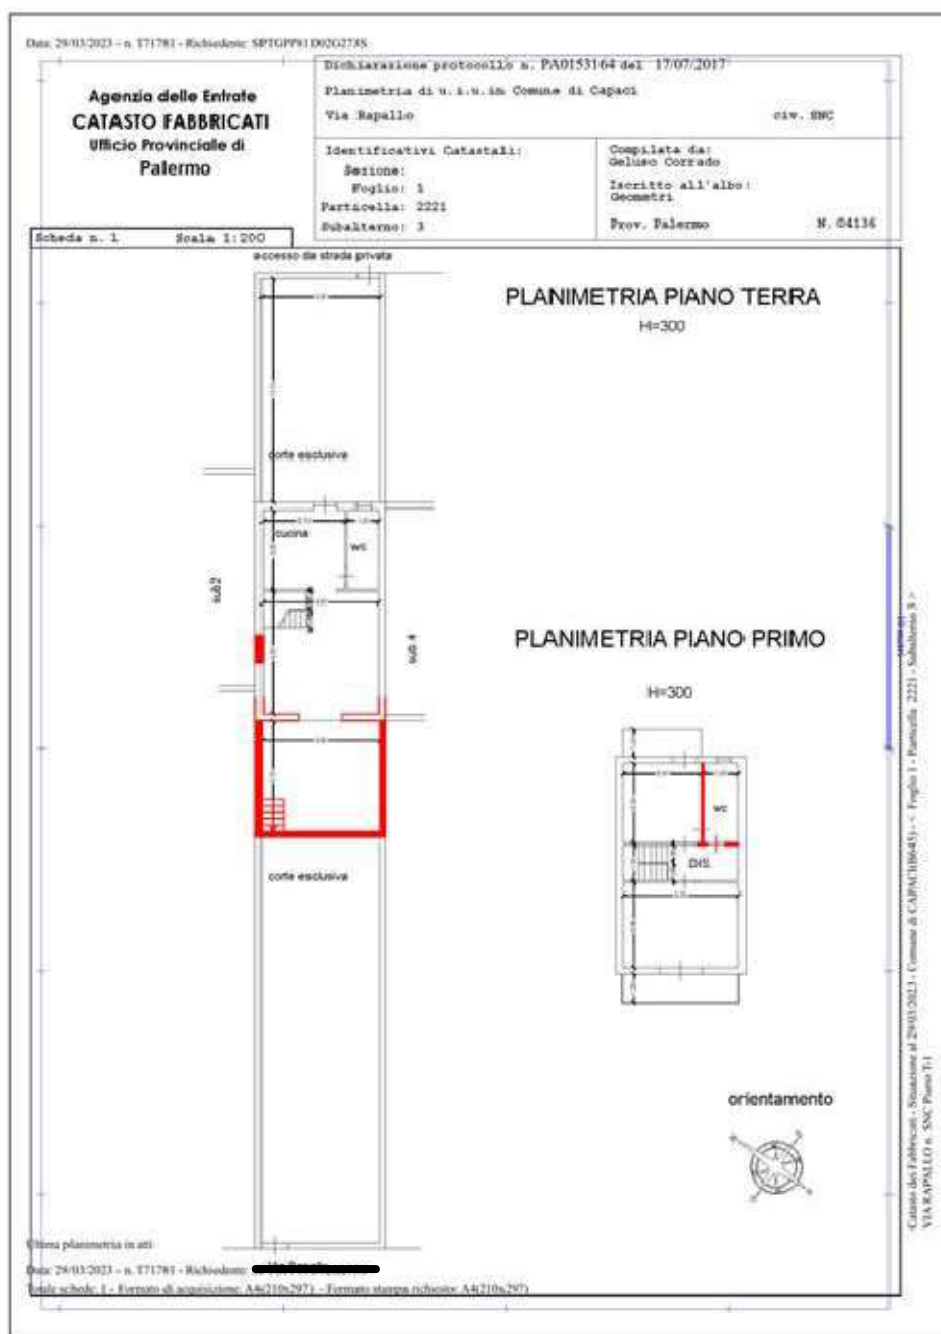 Data: 29/03/2023 - n. T71781 - Richiedente:
Agenzia delle Entrate
CATASTO FABBRICATI
Ufficio Provinciale di
Palermo
Dichiarazione protocollo n. PA0153164 del 17/07/2017
Planimetria di u.i.u.in Comune di Capaci
Via Rapallo civ. SNC
Identificativi Catastali:
Sezione:
Foglio: 1
Particella: 2221
Subalterno: 3
Compilata da:
Geluso Corrado
Iscritto all'albo:
Geometri
Prov. Palermo N. 04136
Scheda n. 1 Scala 1:200
accesso da strada privata
PLANIMETRIA PIANO TERRA
H=300
corte esclusiva
cucina
wc
sub2
sub 4
PLANIMETRIA PIANO PRIMO
H=300
wc
DIS.
corte esclusiva
orientamento
Ultima planimetria in atti
Data: 29/03/2023 - n. T71781 - Richiedente:
Totale schede: 1 - Formato di acquisizione: A4(210x297) - Formato stampa richiesto: A4(210x297)
Catasto dei Fabbricati - Situazione al 29/03/2023 - Comune di CAPACI(B645) - < Foglio 1 - Particella 2221 - Subalterno 3 >
VIA RAPALLO n. SNC Piano T-1